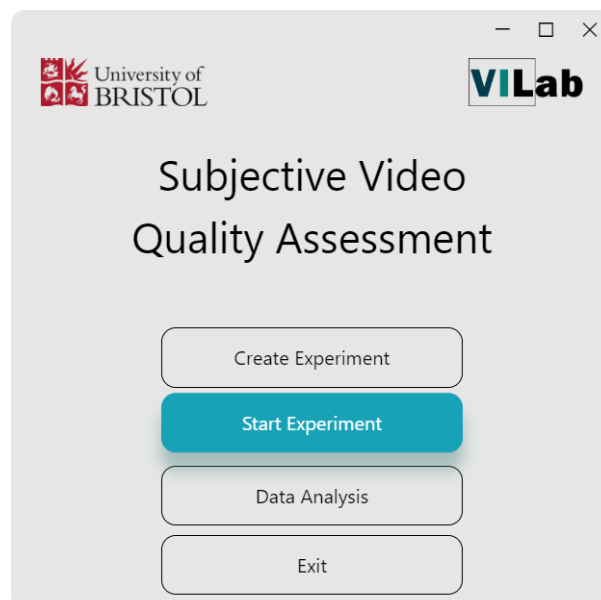 University of
BRISTOL
VILab
Subjective Video
Quality Assessment
Create Experiment
Start Experiment
Data Analysis
Exit